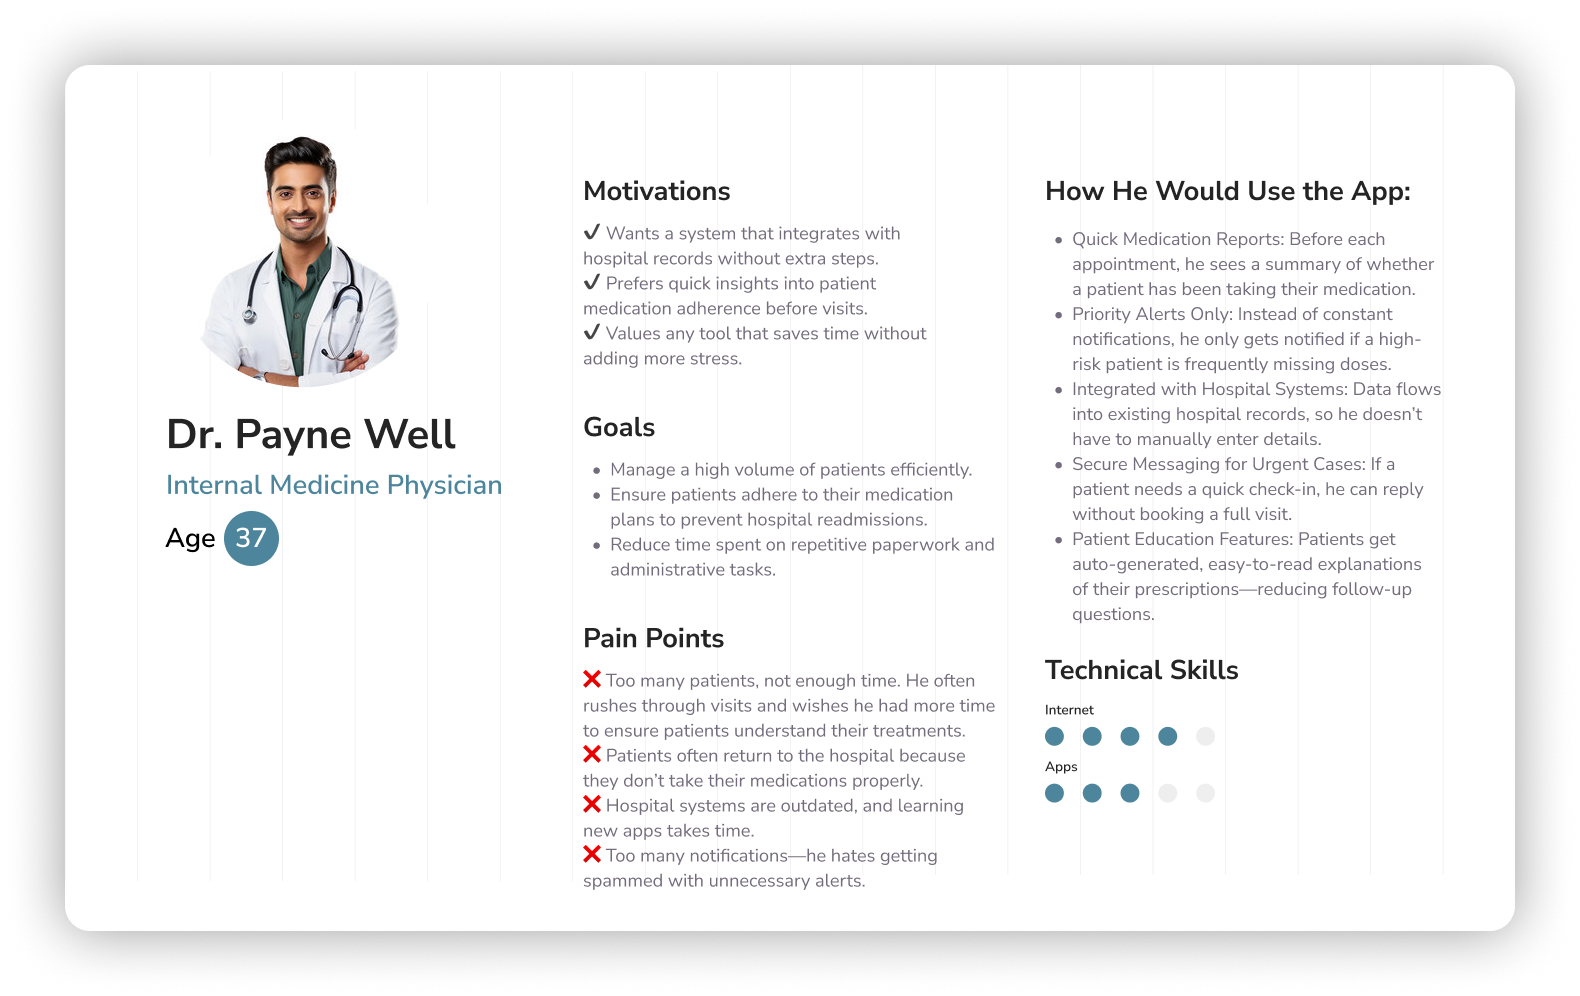 Dr. Payne Well
Internal Medicine Physician
Age 37
Motivations
✔ Wants a system that integrates with
hospital records without extra steps.
✔ Prefers quick insights into patient
medication adherence before visits.
✔ Values any tool that saves time without
adding more stress.
Goals
• Manage a high volume of patients efficiently.
• Ensure patients adhere to their medication
plans to prevent hospital readmissions.
• Reduce time spent on repetitive paperwork and
administrative tasks.
Pain Points
❌ Too many patients, not enough time. He often
rushes through visits and wishes he had more time
to ensure patients understand their treatments.
❌ Patients often return to the hospital because
they don’t take their medications properly.
❌ Hospital systems are outdated, and learning
new apps takes time.
❌ Too many notifications—he hates getting
spammed with unnecessary alerts.
How He Would Use the App:
• Quick Medication Reports: Before each
appointment, he sees a summary of whether
a patient has been taking their medication.
• Priority Alerts Only: Instead of constant
notifications, he only gets notified if a high-
risk patient is frequently missing doses.
• Integrated with Hospital Systems: Data flows
into existing hospital records, so he doesn’t
have to manually enter details.
• Secure Messaging for Urgent Cases: If a
patient needs a quick check-in, he can reply
without booking a full visit.
• Patient Education Features: Patients get
auto-generated, easy-to-read explanations
of their prescriptions—reducing follow-up
questions.
Technical Skills
Internet
Apps